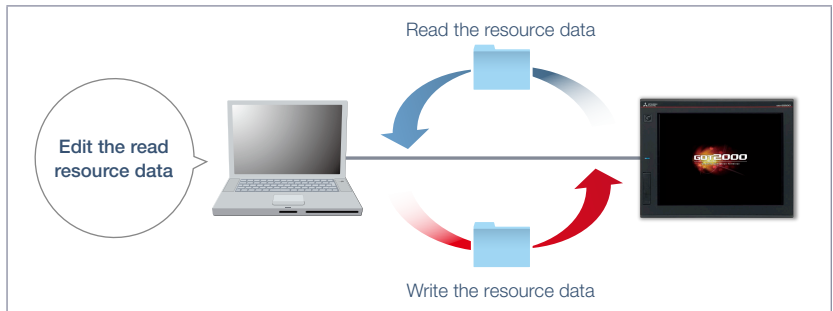 Read the resource data
Edit the read
resource data
GOT2000
Write the resource data